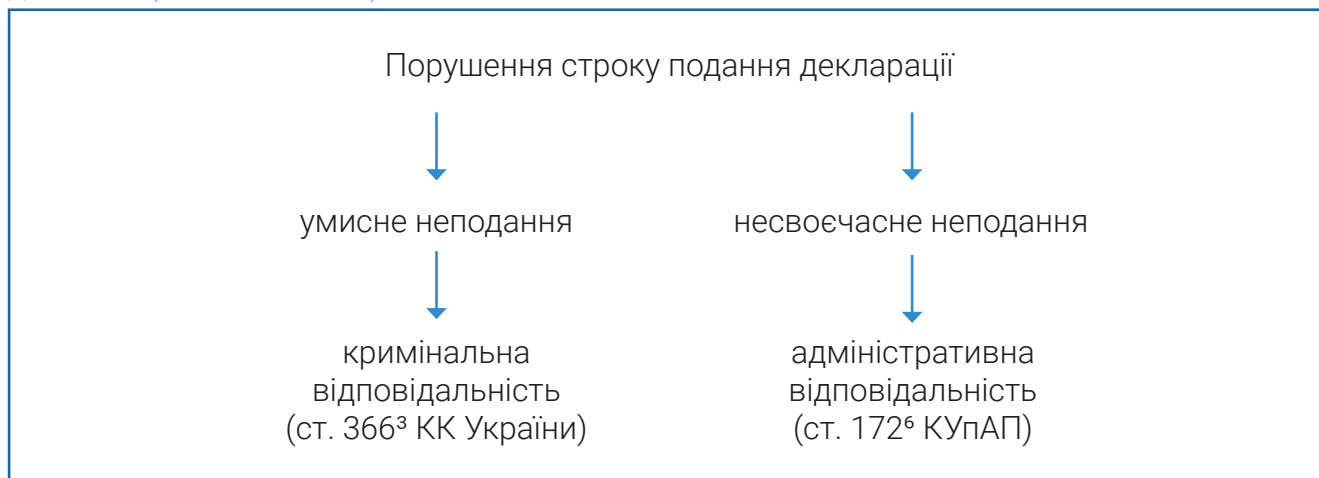 Порушення строку подання декларації
умисне неподання
несвоєчасне неподання
кримінальна
відповідальність
(ст. 366³ КК України)
адміністративна
відповідальність
(ст. 172⁶ КУпАП)